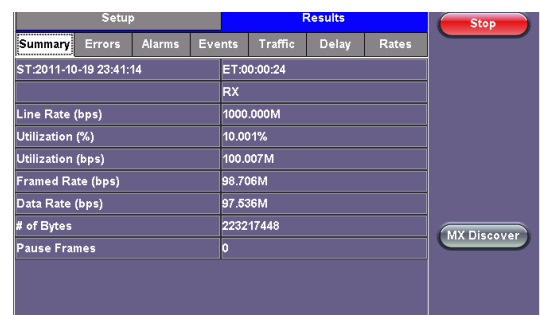 Setup Results
Stop
Summary Errors Alarms Events Traffic Delay Rates
ST:2011-10-19 23:41:14 ET:00:00:24
RX
Line Rate (bps) 1000.000M
Utilization (%) 10.001%
Utilization (bps) 100.007M
Framed Rate (bps) 98.706M
Data Rate (bps) 97.536M
# of Bytes 223217448
MX Discover
Pause Frames 0